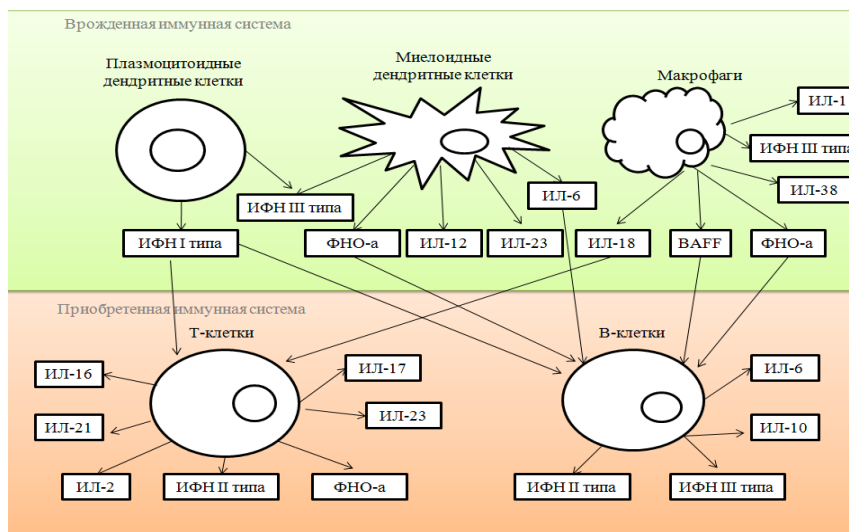 Врожденная иммунная система
Плазмоцитоидные
дендритные клетки
Миелоидные
дендритные клетки
Макрофаги
ИЛ-1
ИФН III типа
ИЛ-38
ИФН III типа
ИЛ-6
ИФН I типа
ФНО-а
ИЛ-12
ИЛ-23
ИЛ-18
BAFF
ФНО-а
Приобретенная иммунная система
Т-клетки
В-клетки
ИЛ-16
ИЛ-17
ИЛ-6
ИЛ-21
ИЛ-23
ИЛ-10
ИЛ-2
ИФН II типа
ФНО-а
ИФН II типа
ИФН III типа